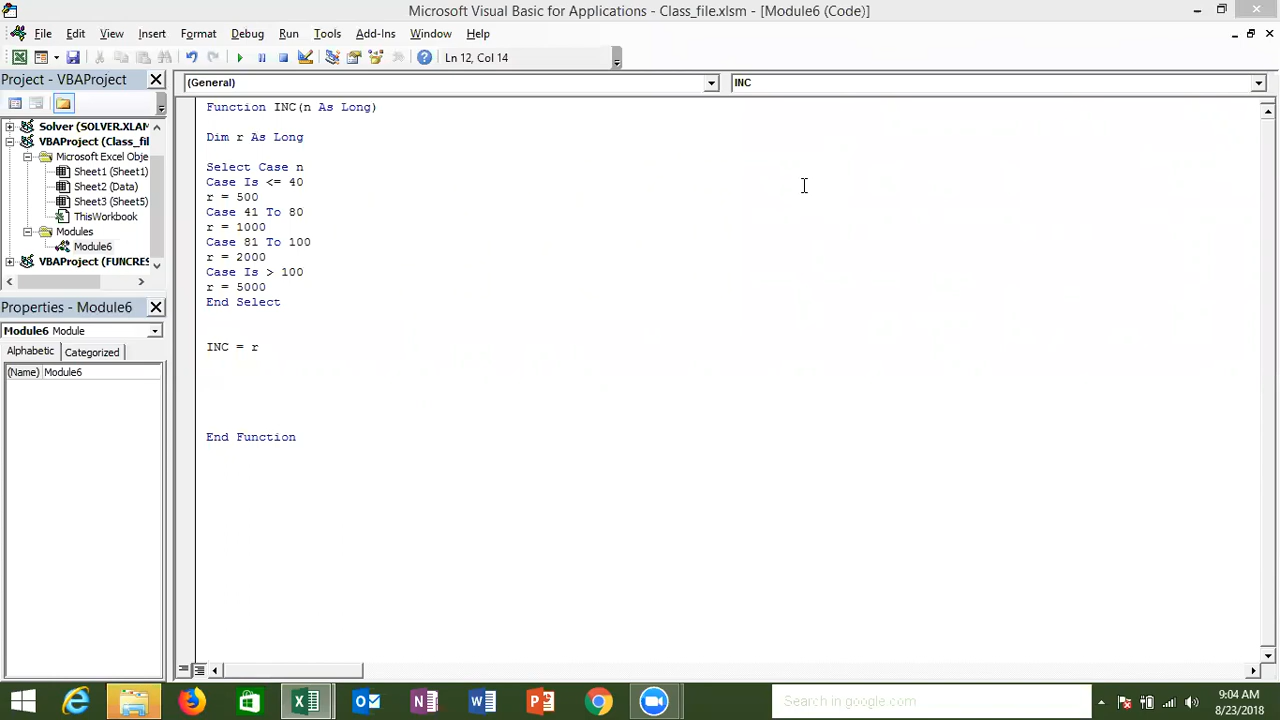 Microsoft Visual Basic for Applications - Class_file.xlsm - [Module6 (Code)]
File Edit View Insert Format Debug Run Tools Add-Ins Window Help
Ln 12, Col 14
Project - VBAProject
(General)
INC
Solver (SOLVER.XLAM
VBAProject (Class_fil
Microsoft Excel Obje
Sheet1 (Sheet1)
Sheet2 (Data)
Sheet3 (Sheet5)
ThisWorkbook
Modules
Module6
VBAProject (FUNCRES
Properties - Module6
Module6 Module
Alphabetic Categorized
(Name) Module6
Function INC(n As Long)
Dim r As Long
Select Case n
Case Is <= 40
r = 500
Case 41 To 80
r = 1000
Case 81 To 100
r = 2000
Case Is > 100
r = 5000
End Select
INC = r
End Function
Search in google.com
9:04 AM
8/23/2018